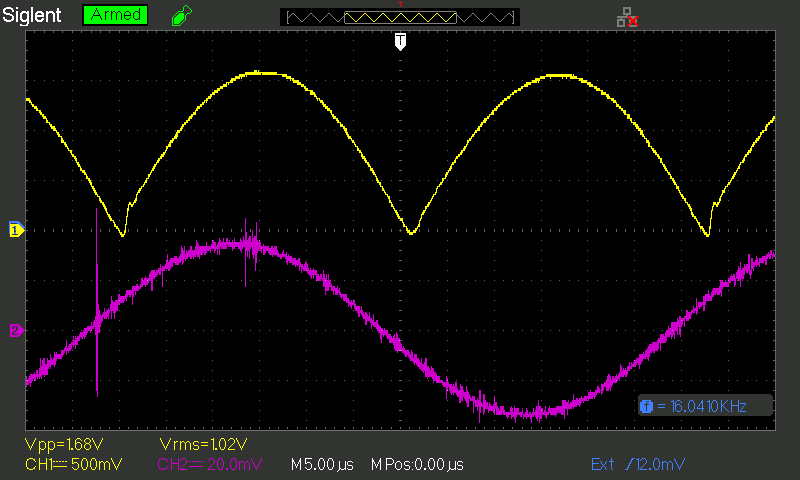 Siglent Armed
T
1
2
f = 16.0410KHz
Vpp=1.68V Vrms=1.02V
CH1 500mV CH2 20.0mV M 5.00µs M Pos:0.00µs Ext 12.0mV